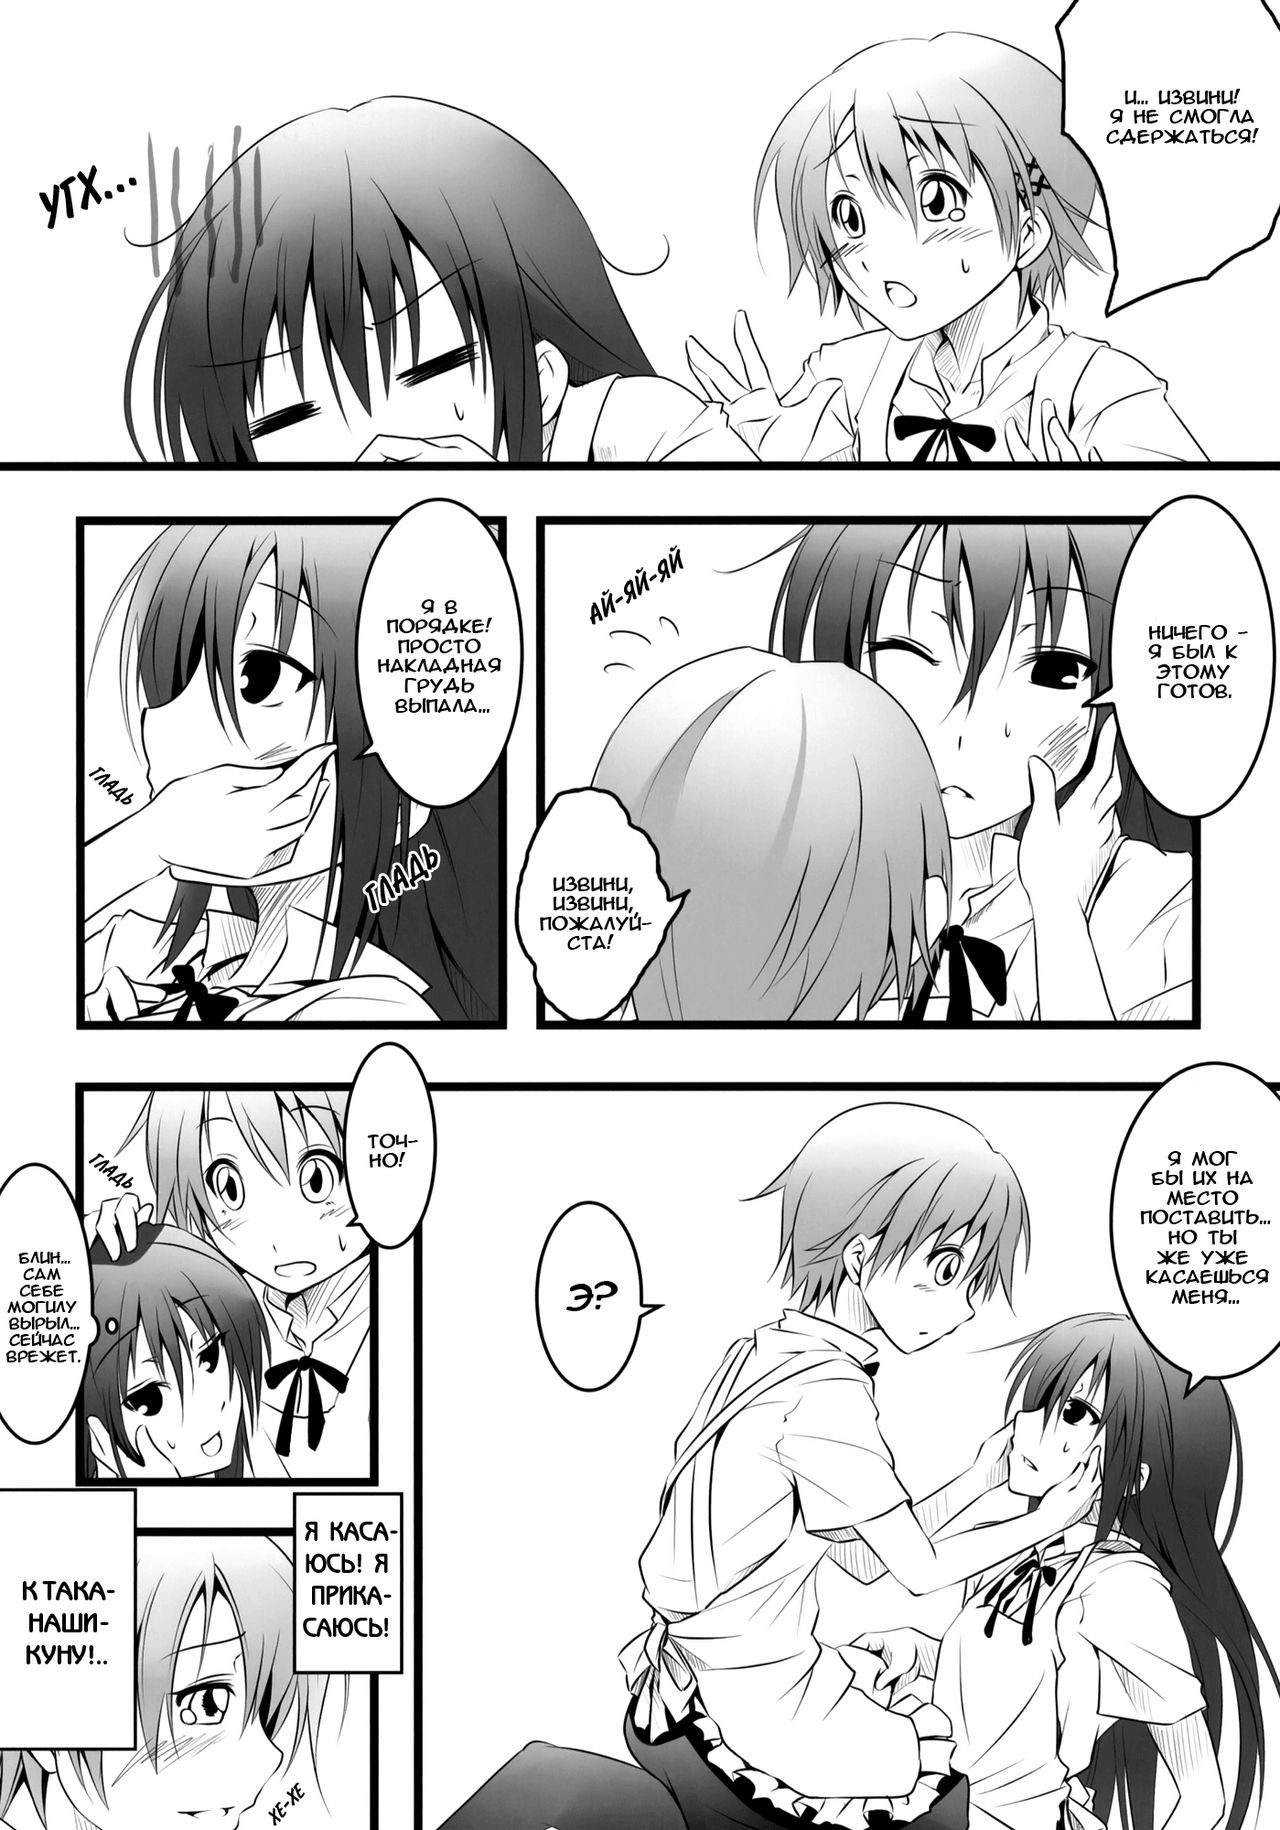 И... ИЗВИНИ!
Я НЕ СМОГЛА
СДЕРЖАТЬСЯ!
УГХ...
НИЧЕГО -
Я БЫЛ К
ЭТОМУ
ГОТОВ.
АЙ-ЯЙ-ЯЙ
ИЗВИНИ,
ИЗВИНИ,
ПОЖАЛУЙ-
СТА!
Я В
ПОРЯДКЕ!
ПРОСТО
НАКЛАДНАЯ
ГРУДЬ
ВЫПАЛА...
ГЛАДЬ
ГЛАДЬ
Я МОГ
БЫ ИХ НА
МЕСТО
ПОСТАВИТЬ...
НО ТЫ
ЖЕ УЖЕ
КАСАЕШЬСЯ
МЕНЯ...
Э?
ТОЧ-
НО!
ГЛАДЬ
БЛИН...
САМ
СЕБЕ
МОГИЛУ
ВЫРЫЛ...
СЕЙЧАС
ВРЕЖЕТ.
Я КАСА-
ЮСЬ! Я
ПРИКА-
САЮСЬ!
К ТАКА-
НАШИ-
КУНУ!..
ХЕ-ХЕ